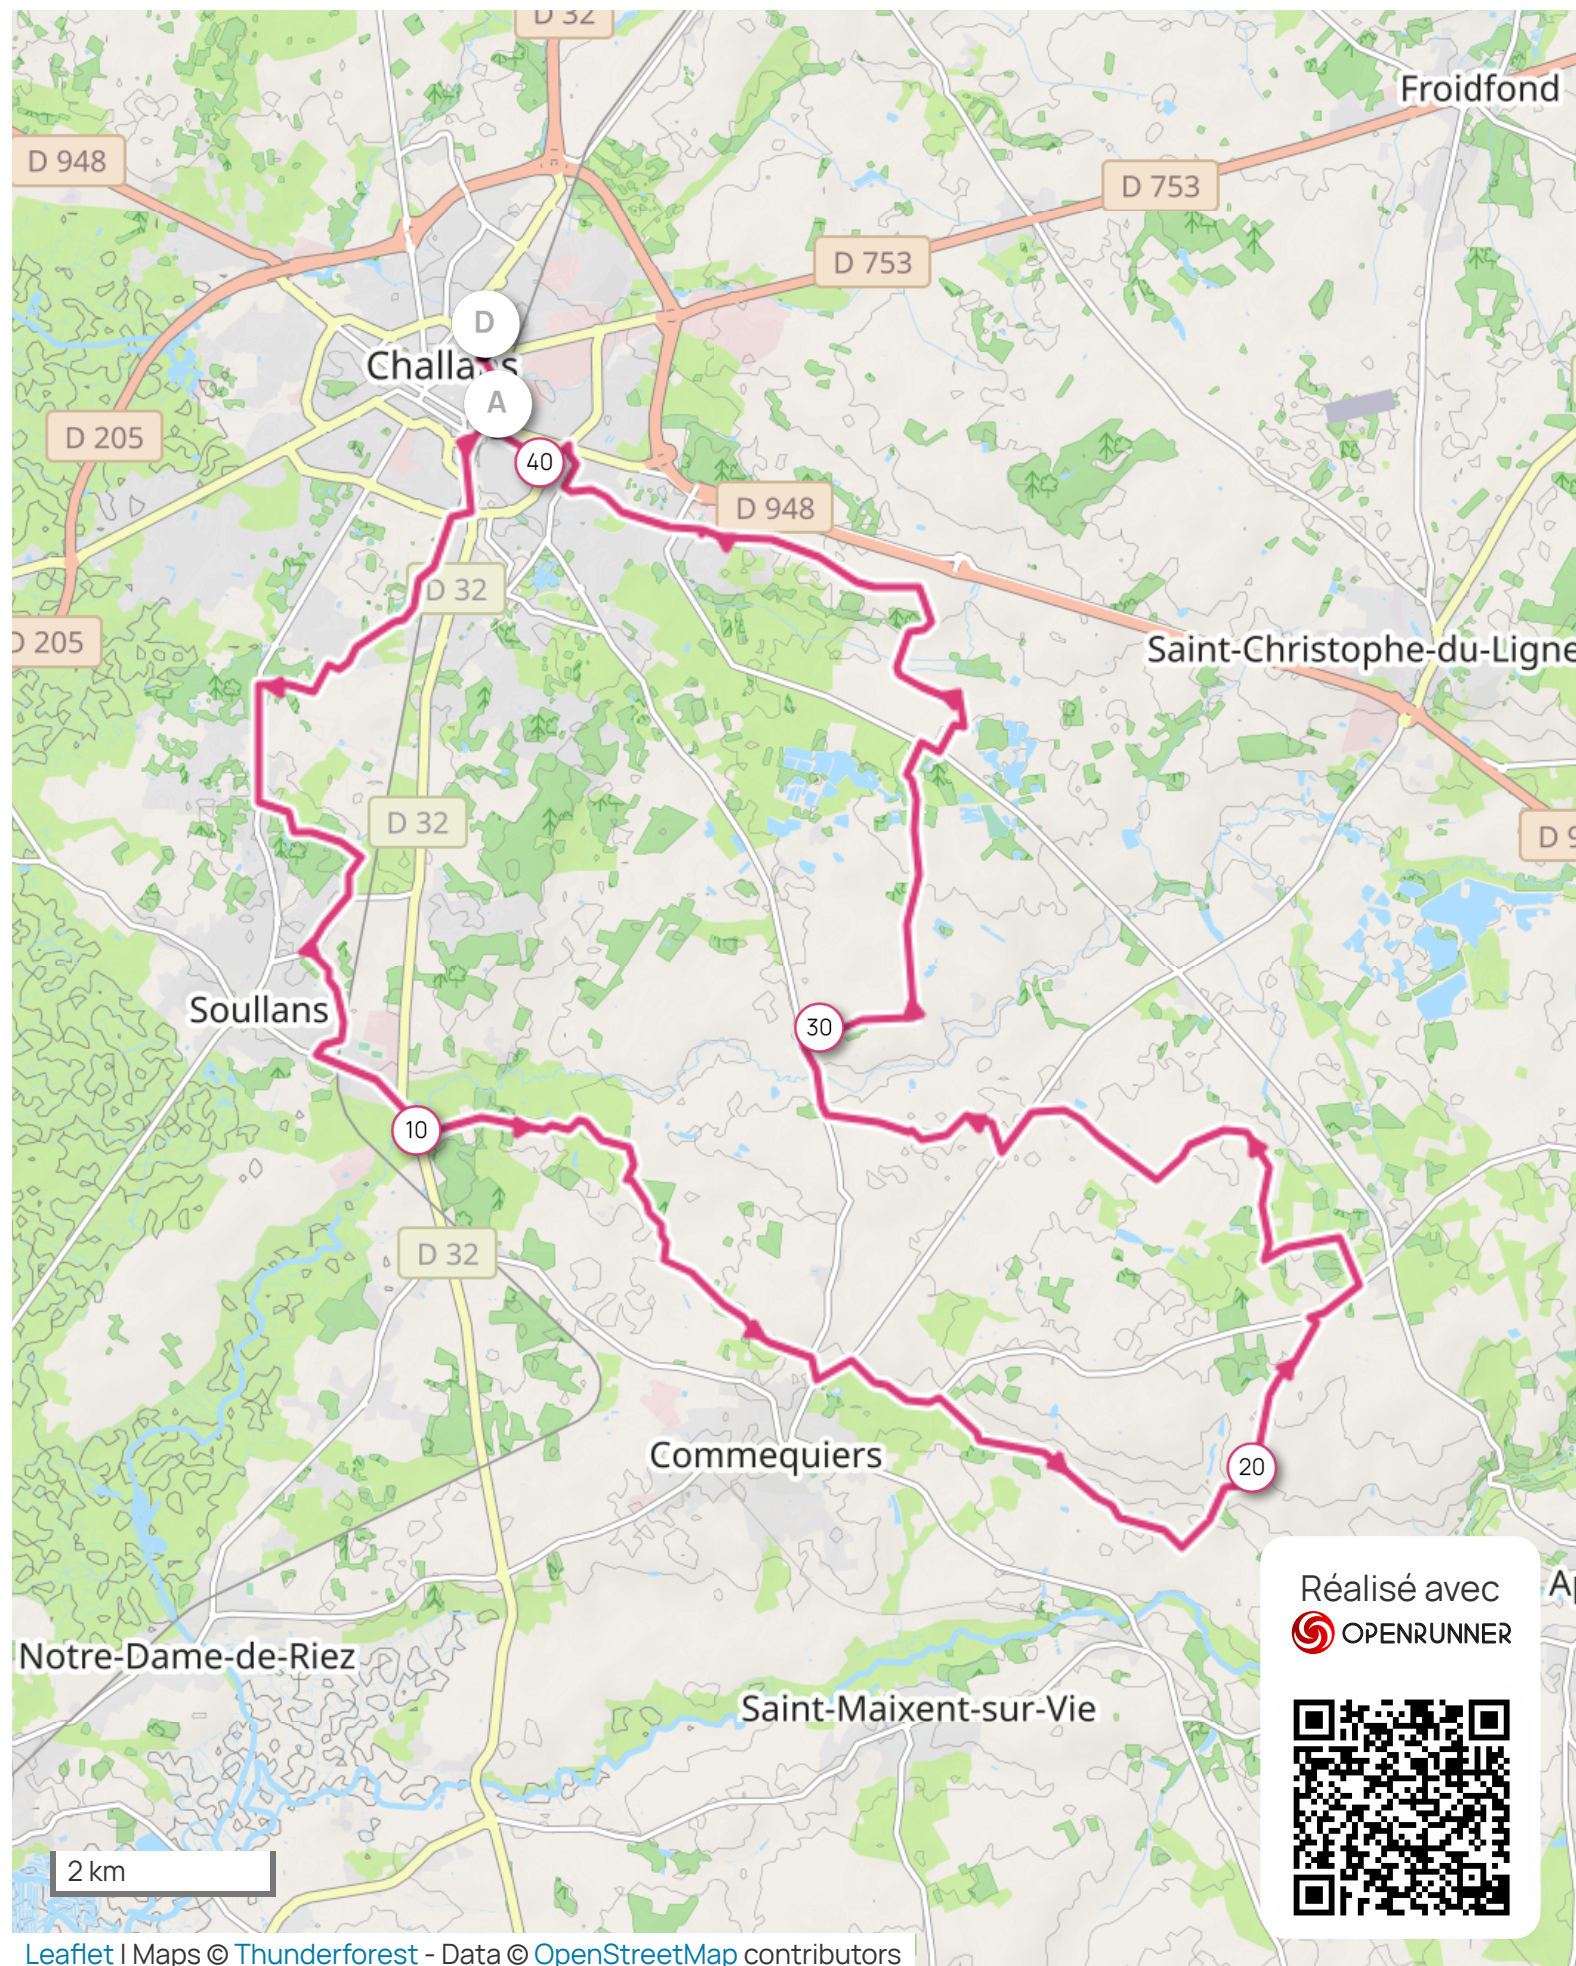 D 32
Froidfond
D 948
D 753
D 753
D
Challans
A
D 205
40
D 948
D 32
D 205
Saint-Christophe-du-Ligne
D 32
D 9
Soullans
30
10
D 32
Commequiers
20
Réalisé avec
OPENRUNNER
Ap
Notre-Dame-de-Riez
Saint-Maixent-sur-Vie
2 km
Leaflet | Maps © Thunderforest - Data © OpenStreetMap contributors